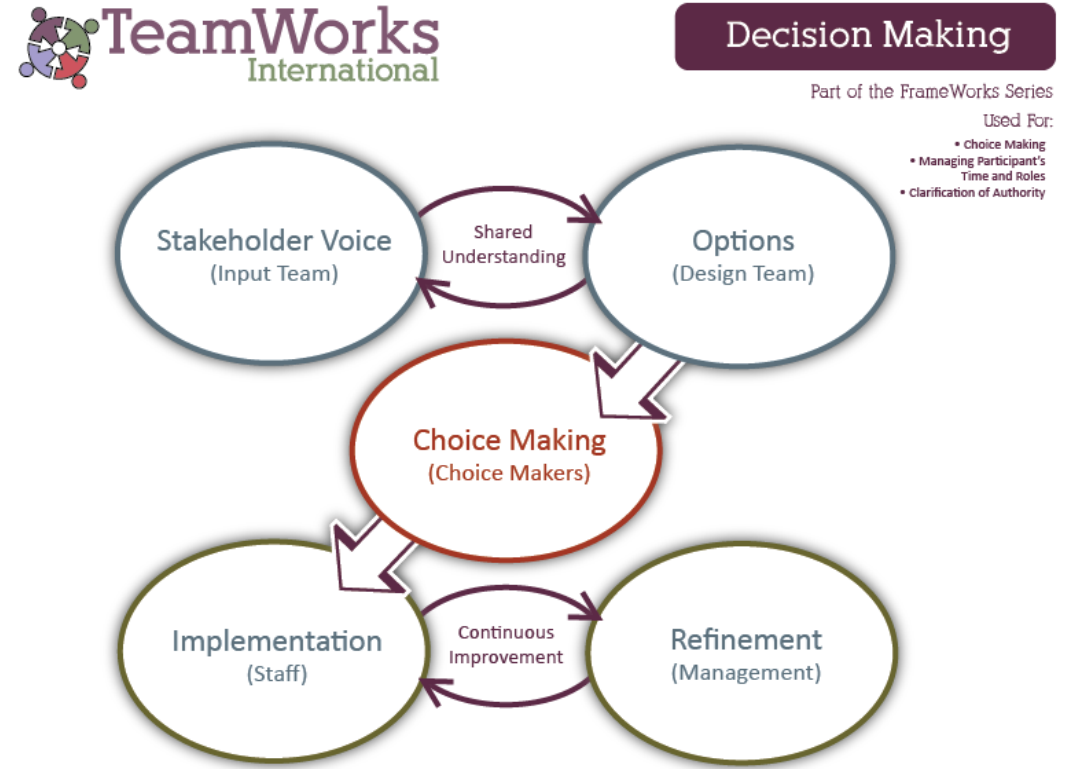 TeamWorks
International
Decision Making
Part of the FrameWorks Series
Used For:
• Choice Making
• Managing Participant's
Time and Roles
• Clarification of Authority
Stakeholder Voice
(Input Team)
Shared
Understanding
Options
(Design Team)
Choice Making
(Choice Makers)
Implementation
(Staff)
Continuous
Improvement
Refinement
(Management)